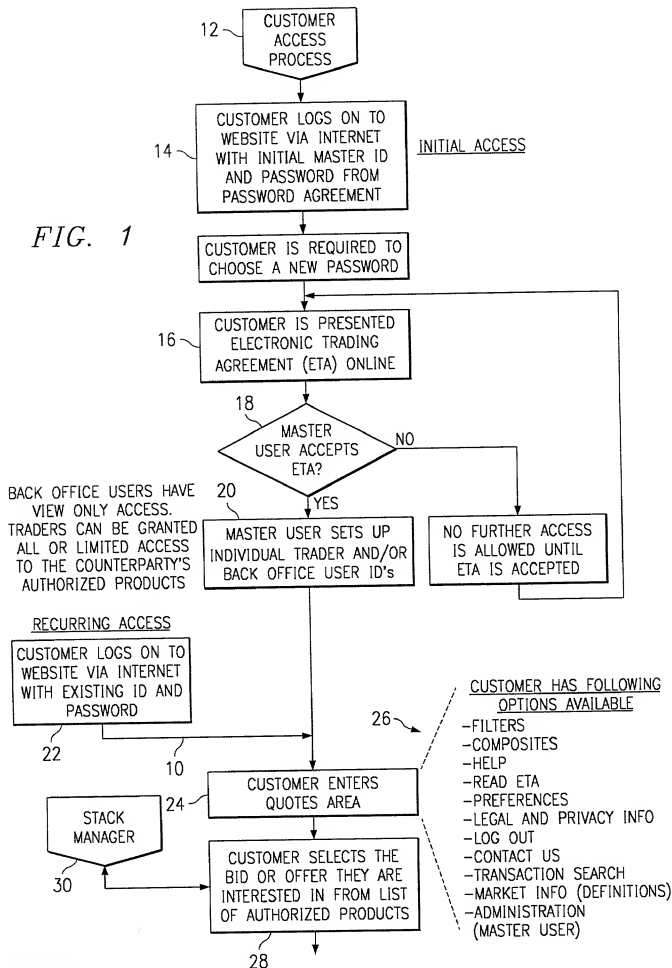 12
CUSTOMER
ACCESS
PROCESS
14
CUSTOMER LOGS ON TO
WEBSITE VIA INTERNET
WITH INITIAL MASTER ID
AND PASSWORD FROM
PASSWORD AGREEMENT
INITIAL ACCESS
FIG. 1
CUSTOMER IS REQUIRED TO
CHOOSE A NEW PASSWORD
16
CUSTOMER IS PRESENTED
ELECTRONIC TRADING
AGREEMENT (ETA) ONLINE
18
MASTER
USER ACCEPTS
ETA?
NO
YES
BACK OFFICE USERS HAVE
VIEW ONLY ACCESS.
TRADERS CAN BE GRANTED
ALL OR LIMITED ACCESS
TO THE COUNTERPARTY'S
AUTHORIZED PRODUCTS
20
MASTER USER SETS UP
INDIVIDUAL TRADER AND/OR
BACK OFFICE USER ID's
NO FURTHER ACCESS
IS ALLOWED UNTIL
ETA IS ACCEPTED
RECURRING ACCESS
CUSTOMER LOGS ON TO
WEBSITE VIA INTERNET
WITH EXISTING ID AND
PASSWORD
22
10
24
CUSTOMER ENTERS
QUOTES AREA
26
CUSTOMER HAS FOLLOWING
OPTIONS AVAILABLE
-FILTERS
-COMPOSITES
-HELP
-READ ETA
-PREFERENCES
-LEGAL AND PRIVACY INFO
-LOG OUT
-CONTACT US
-TRANSACTION SEARCH
-MARKET INFO (DEFINITIONS)
-ADMINISTRATION
(MASTER USER)
STACK
MANAGER
30
CUSTOMER SELECTS THE
BID OR OFFER THEY ARE
INTERESTED IN FROM LIST
OF AUTHORIZED PRODUCTS
28